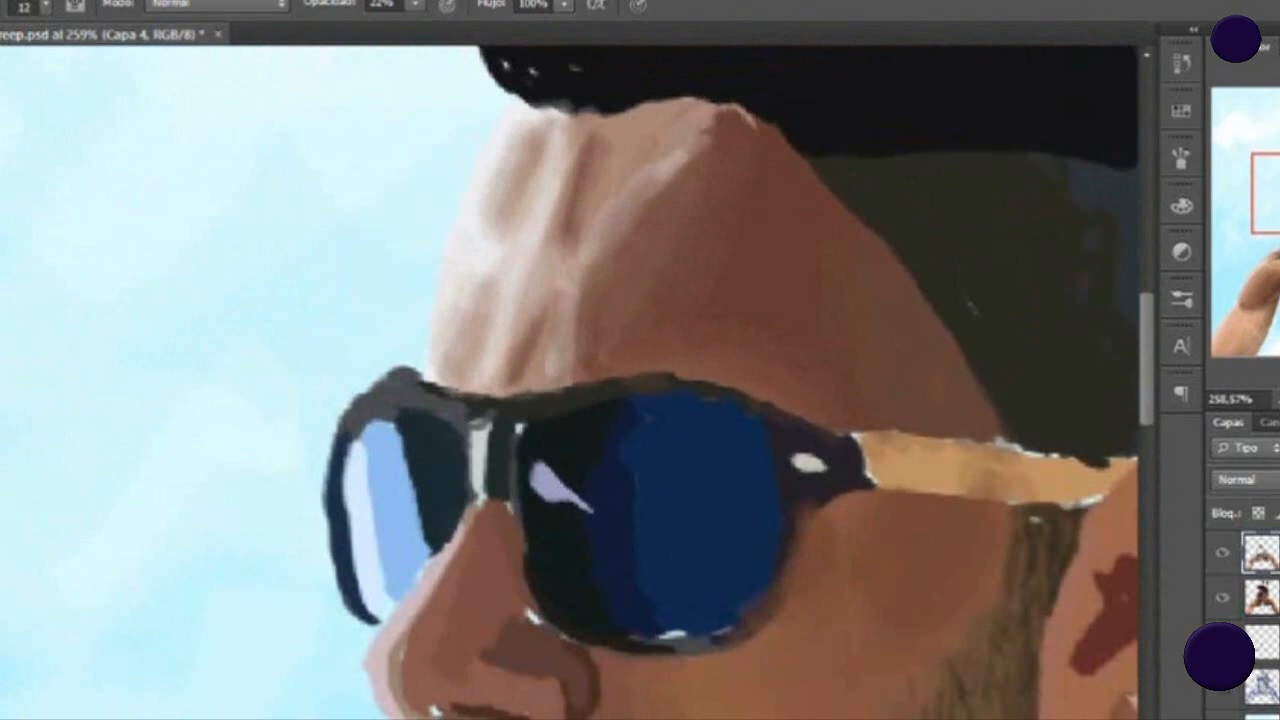 12 Modo: Normal Opacidad: 22% Flujo: 100%
reep.psd al 259% (Capa 4, RGB/8) * ×
A|
258,57%
Capas
Tipo
Normal
Bloq.: